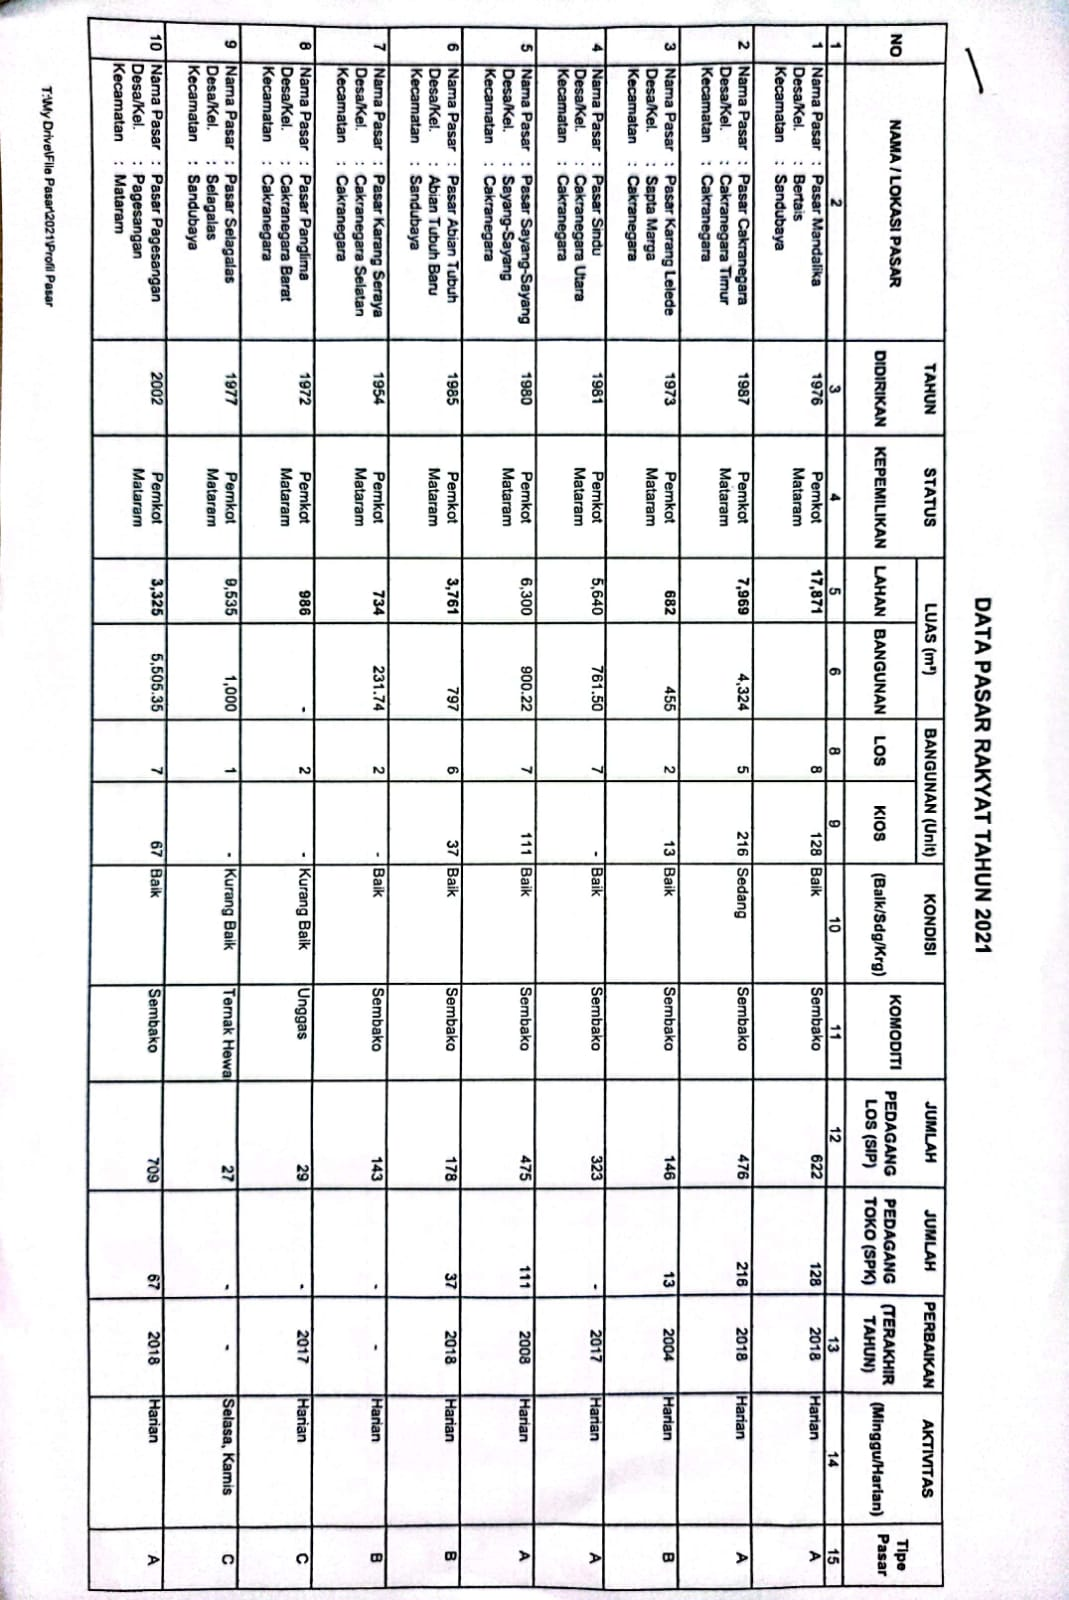 DATA PASAR RAKYAT TAHUN 2021
NO | NAMA / LOKASI PASAR | TAHUN DIDIRIKAN | STATUS KEPEMILIKAN | LUAS (m²) LAHAN | LUAS (m²) BANGUNAN | BANGUNAN (Unit) LOS | BANGUNAN (Unit) KIOS | KONDISI (Baik/Sdg/Krg) | KOMODITI | JUMLAH PEDAGANG LOS (SIP) | JUMLAH PEDAGANG TOKO (SPK) | PERBAIKAN (TERAKHIR TAHUN) | AKTIVITAS (Minggu/Harian) | Tipe Pasar
1 | 2 | 3 | 4 | 5 | 6 | 8 | 9 | 10 | 11 | 12 | 13 | 14 | 15
1 | Nama Pasar : Pasar Mandalika | 1976 | Pemkot | 17,871 | 8 | 128 | Baik | Sembako | 622 | 128 | 2018 | Harian | A
Desa/Kel. : Bertais | Mataram
Kecamatan : Sandubaya
2 | Nama Pasar : Pasar Cakranegara | 1987 | Pemkot | 7,969 | 4,324 | 5 | 216 | Sedang | Sembako | 476 | 216 | 2018 | Harian | A
Desa/Kel. : Cakranegara Timur | Mataram
Kecamatan : Cakranegara
3 | Nama Pasar : Pasar Karang Lelede | 1973 | Pemkot | 682 | 455 | 2 | 13 | Baik | Sembako | 146 | 13 | 2004 | Harian | B
Desa/Kel. : Sapta Marga | Mataram
Kecamatan : Cakranegara
4 | Nama Pasar : Pasar Sindu | 1981 | Pemkot | 5,640 | 761.50 | 7 | - | Baik | Sembako | 323 | - | 2017 | Harian | A
Desa/Kel. : Cakranegara Utara | Mataram
Kecamatan : Cakranegara
5 | Nama Pasar : Pasar Sayang-Sayang | 1980 | Pemkot | 6,300 | 900.22 | 7 | 111 | Baik | Sembako | 475 | 111 | 2008 | Harian | A
Desa/Kel. : Sayang-Sayang | Mataram
Kecamatan : Cakranegara
6 | Nama Pasar : Pasar Abian Tubuh | 1985 | Pemkot | 3,761 | 797 | 6 | 37 | Baik | Sembako | 178 | 37 | 2018 | Harian | B
Desa/Kel. : Abian Tubuh Baru | Mataram
Kecamatan : Sandubaya
7 | Nama Pasar : Pasar Karang Seraya | 1954 | Pemkot | 734 | 231.74 | 2 | - | Baik | Sembako | 143 | - | - | Harian | B
Desa/Kel. : Cakranegara Selatan | Mataram
Kecamatan : Cakranegara
8 | Nama Pasar : Pasar Panglima | 1972 | Pemkot | 986 | - | 2 | - | Kurang Baik | Unggas | 29 | - | 2017 | Harian | C
Desa/Kel. : Cakranegara Barat | Mataram
Kecamatan : Cakranegara
9 | Nama Pasar : Pasar Selagalas | 1977 | Pemkot | 9,535 | 1,000 | 1 | - | Kurang Baik | Ternak Hewa | 27 | - | - | Selasa, Kamis | C
Desa/Kel. : Selagalas | Mataram
Kecamatan : Sandubaya
10 | Nama Pasar : Pasar Pagesangan | 2002 | Pemkot | 3,325 | 5,505.35 | 7 | 67 | Baik | Sembako | 709 | 67 | 2018 | Harian | A
Desa/Kel. : Pagesangan | Mataram
Kecamatan : Mataram
T:\My Drive\File Pasar\2021\Profil Pasar